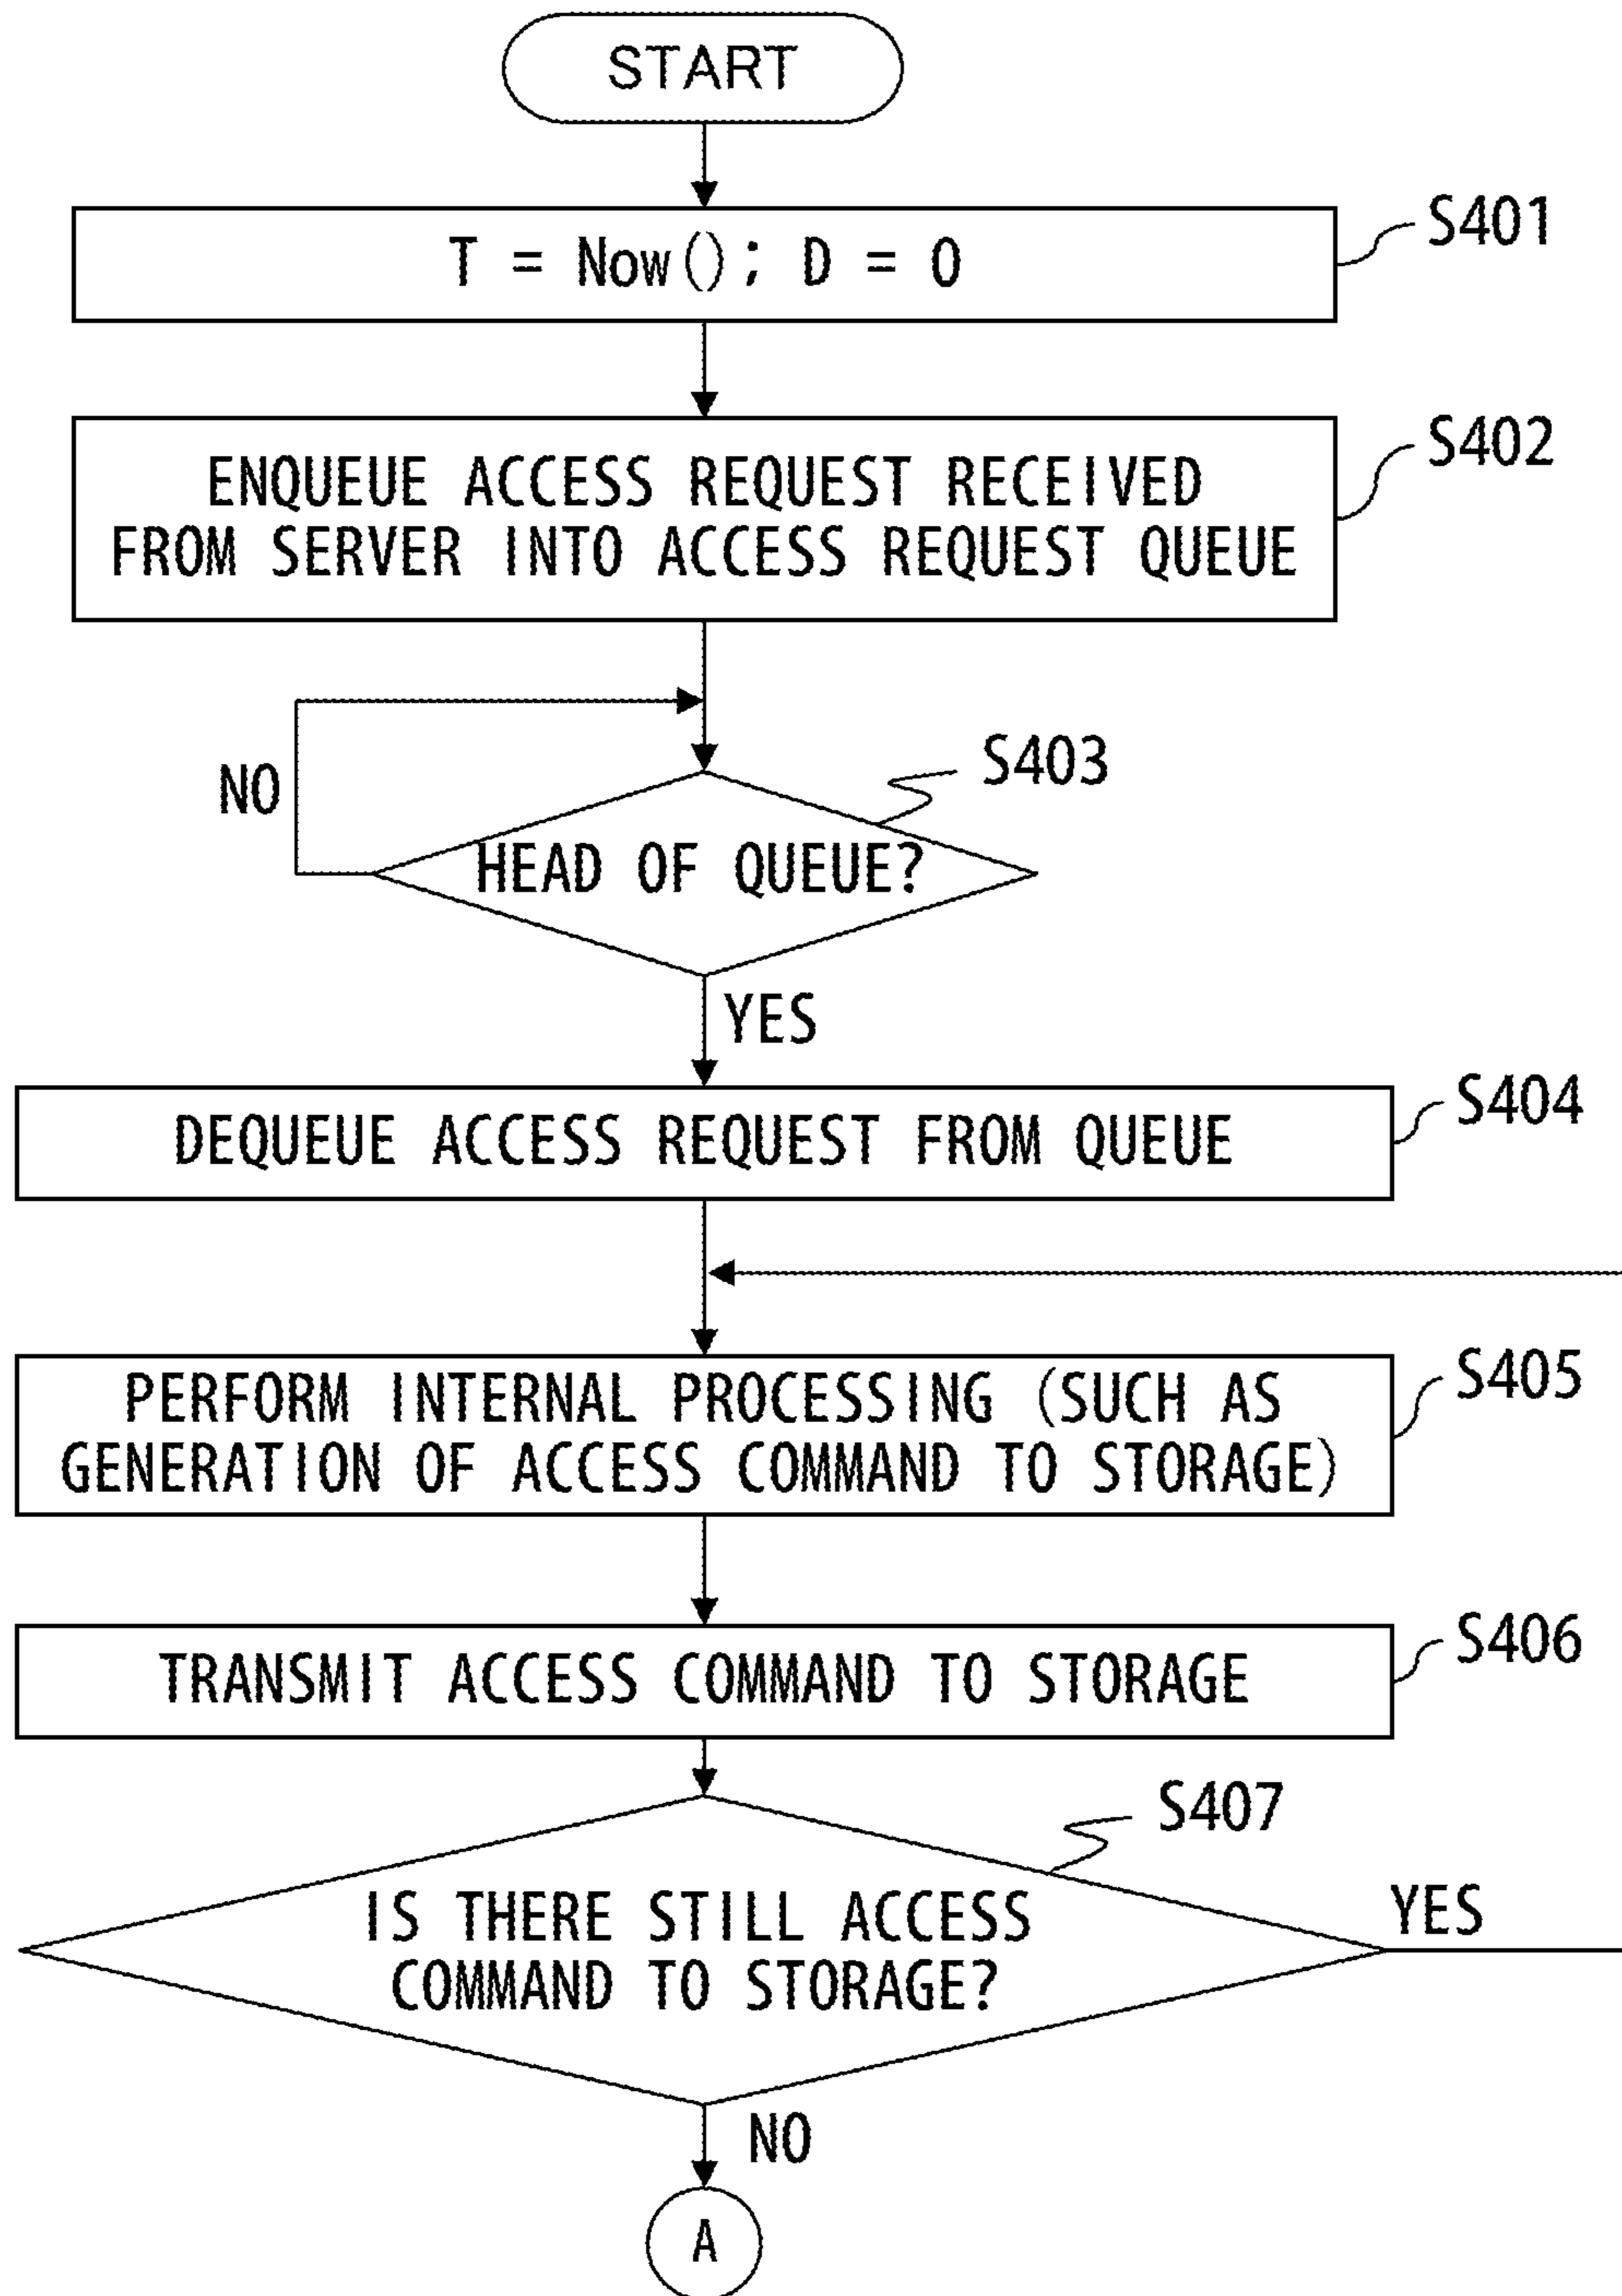 START
T = Now(); D = 0
S401
ENQUEUE ACCESS REQUEST RECEIVED
FROM SERVER INTO ACCESS REQUEST QUEUE
S402
NO
HEAD OF QUEUE?
S403
YES
DEQUEUE ACCESS REQUEST FROM QUEUE
S404
PERFORM INTERNAL PROCESSING (SUCH AS
GENERATION OF ACCESS COMMAND TO STORAGE)
S405
TRANSMIT ACCESS COMMAND TO STORAGE
S406
S407
IS THERE STILL ACCESS
COMMAND TO STORAGE?
YES
NO
A